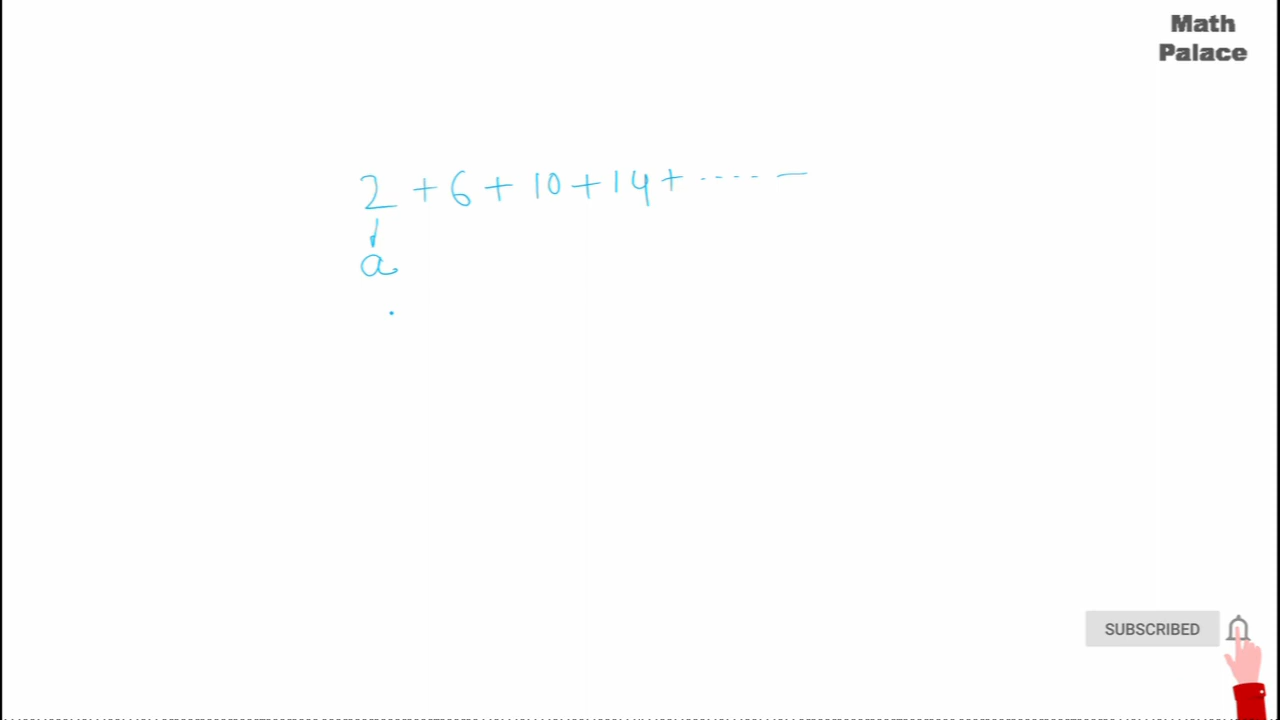 Math
Palace
2 + 6 + 10 + 14 + ..... —
a
SUBSCRIBED